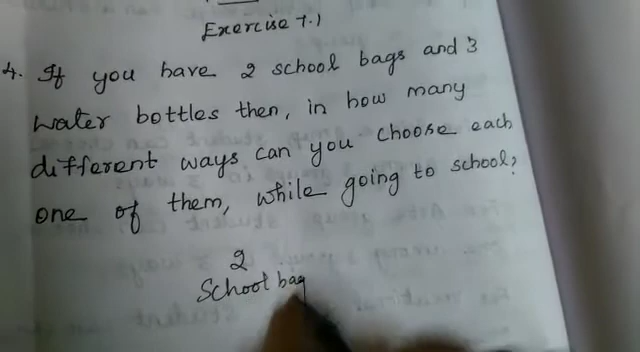 Exercise 7.1
4. If you have 2 school bags and 3
water bottles then, in how many
different ways can you choose each
one of them, while going to school?
2
School bag